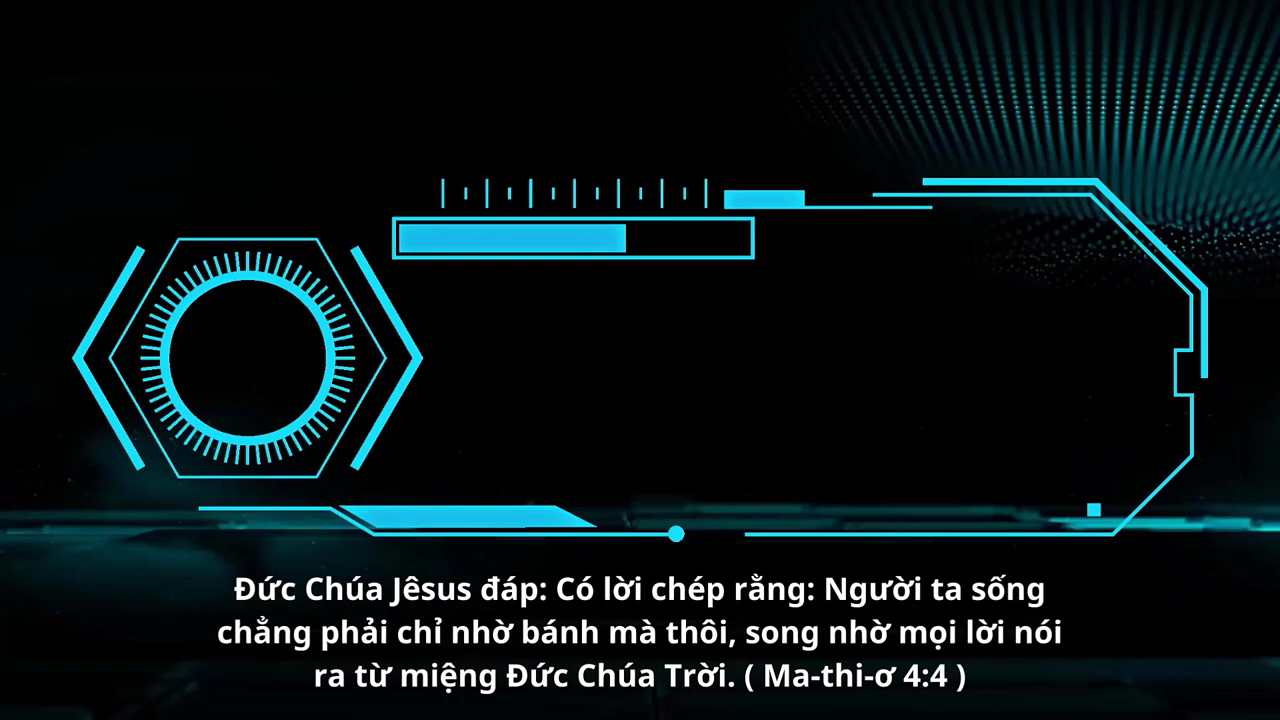 Đức Chúa Jêsus đáp: Có lời chép rằng: Người ta sống
chẳng phải chỉ nhờ bánh mà thôi, song nhờ mọi lời nói
ra từ miệng Đức Chúa Trời. ( Ma-thi-ơ 4:4 )